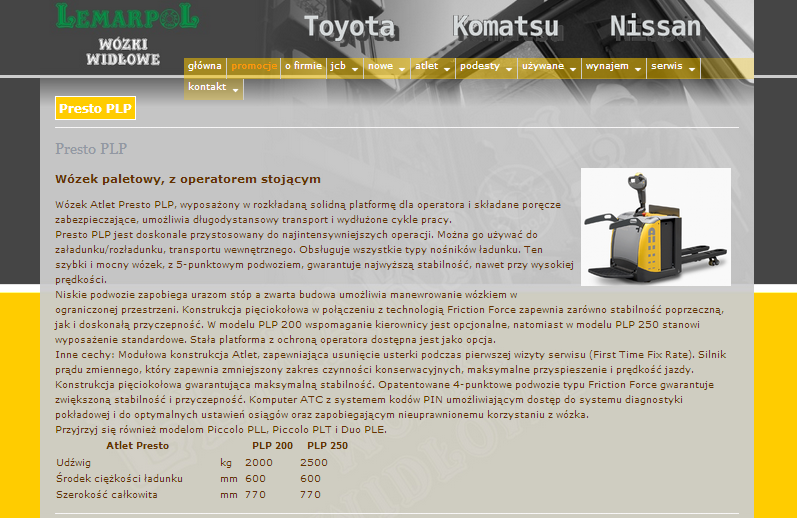 LEMARPOL
WÓZKI
WIDŁOWE
Toyota Komatsu Nissan
główna promocje o firmie jcb nowe atlet podesty używane wynajem serwis
kontakt
Presto PLP
Presto PLP
Wózek paletowy, z operatorem stojącym
Wózek Atlet Presto PLP, wyposażony w rozkładaną solidną platformę dla operatora i składane poręcze
zabezpieczające, umożliwia długodystansowy transport i wydłużone cykle pracy.
Presto PLP jest doskonale przystosowany do najintensywniejszych operacji. Można go używać do
załadunku/rozładunku, transportu wewnętrznego. Obsługuje wszystkie typy nośników ładunku. Ten
szybki i mocny wózek, z 5-punktowym podwoziem, gwarantuje najwyższą stabilność, nawet przy wysokiej
prędkości.
Niskie podwozie zapobiega urazom stóp a zwarta budowa umożliwia manewrowanie wózkiem w
ograniczonej przestrzeni. Konstrukcja pięciokołowa w połączeniu z technologią Friction Force zapewnia zarówno stabilność poprzeczną,
jak i doskonałą przyczepność. W modelu PLP 200 wspomaganie kierownicy jest opcjonalne, natomiast w modelu PLP 250 stanowi
wyposażenie standardowe. Stała platforma z ochroną operatora dostępna jest jako opcja.
Inne cechy: Modułowa konstrukcja Atlet, zapewniająca usunięcie usterki podczas pierwszej wizyty serwisu (First Time Fix Rate). Silnik
prądu zmiennego, który zapewnia zmniejszony zakres czynności konserwacyjnych, maksymalne przyspieszenie i prędkość jazdy.
Konstrukcja pięciokołowa gwarantująca maksymalną stabilność. Opatentowane 4-punktowe podwozie typu Friction Force gwarantuje
zwiększoną stabilność i przyczepność. Komputer ATC z systemem kodów PIN umożliwiającym dostęp do systemu diagnostyki
pokładowej i do optymalnych ustawień osiągów oraz zapobiegającym nieuprawnionemu korzystaniu z wózka.
Przyjrzyj się również modelom Piccolo PLL, Piccolo PLT i Duo PLE.
Atlet Presto PLP 200 PLP 250
Udźwig kg 2000 2500
Środek ciężkości ładunku mm 600 600
Szerokość całkowita mm 770 770